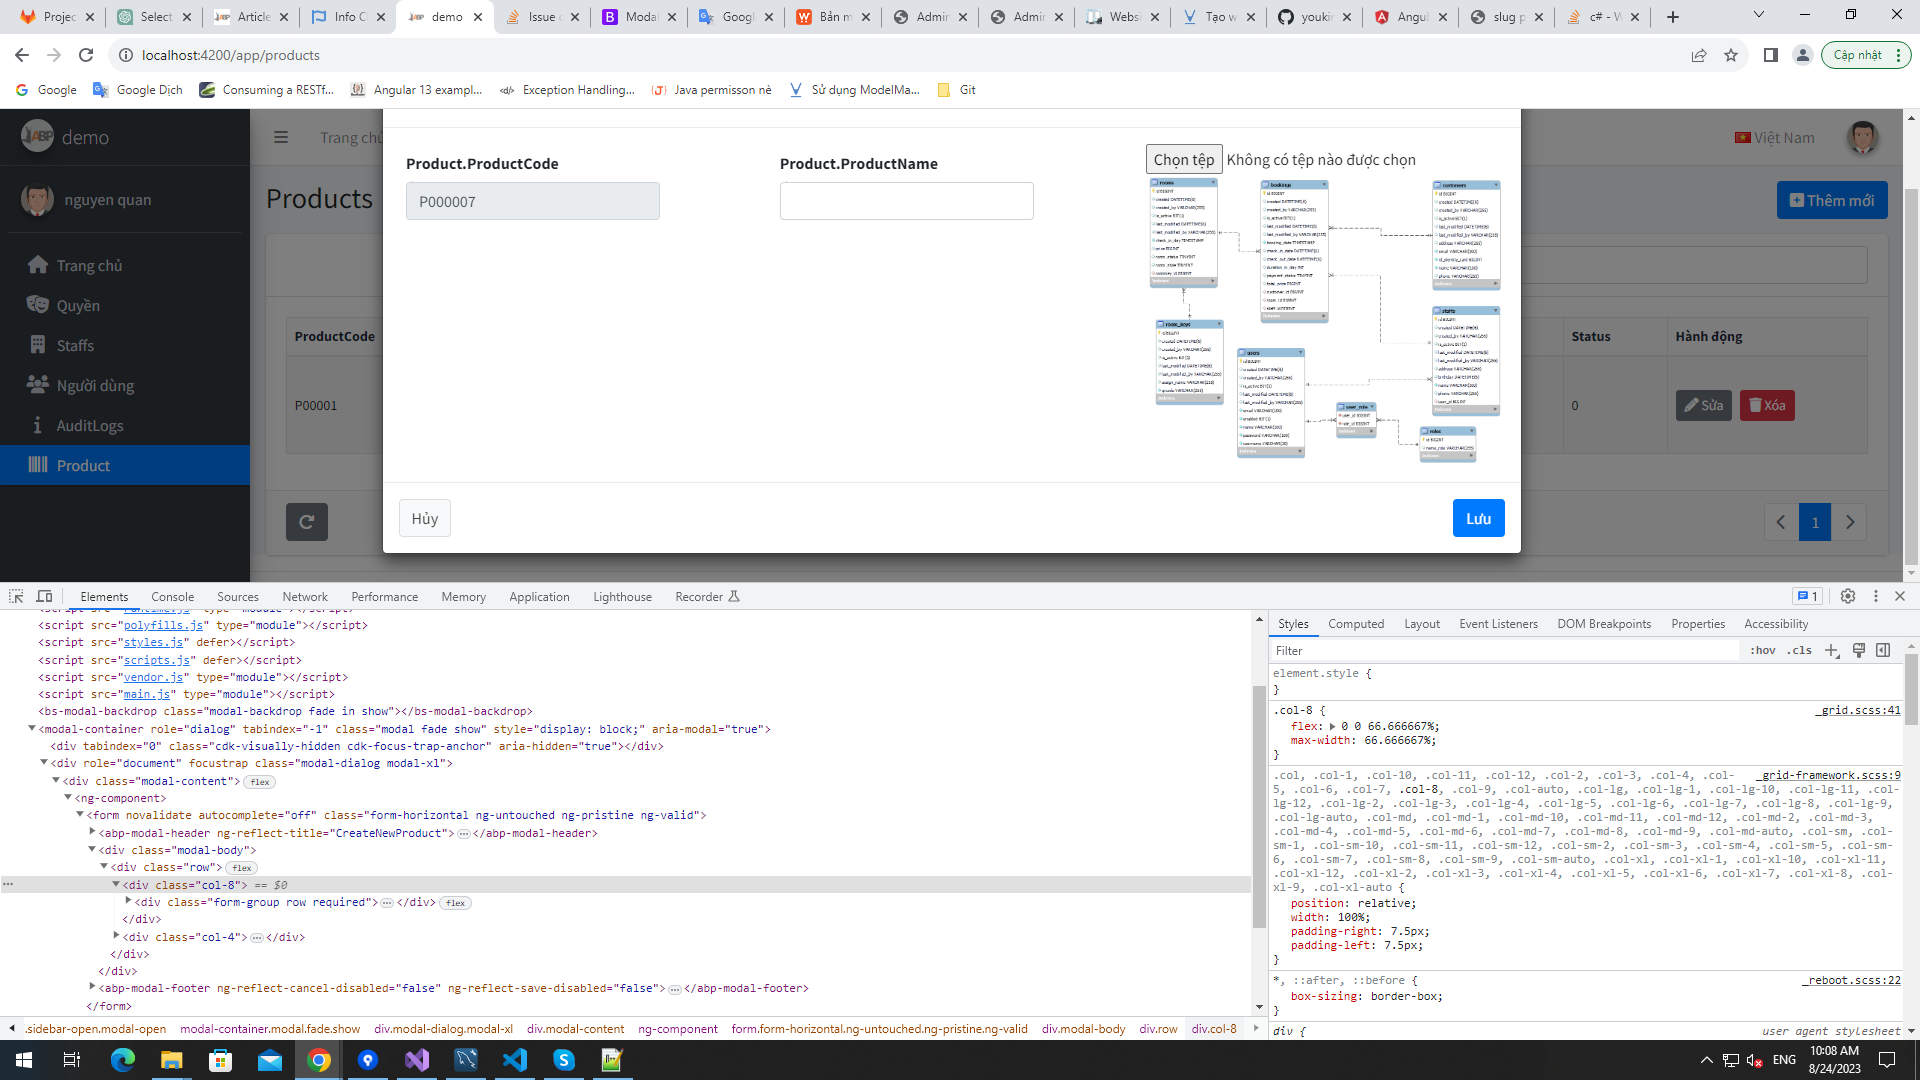 Projec
Select
Article
Info C
demo
Issue
Modal
Googl
Bản m
Admir
Admir
Websi
Tạo w
youkir
Angul
slug p
c# - W
localhost:4200/app/products
Cập nhật
Google
Google Dịch
Consuming a RESTf...
Angular 13 exampl...
Exception Handling...
Java permisson nè
Sử dụng ModelMa...
Git
demo
Trang chủ
Việt Nam
nguyen quan
Products
Thêm mới
Trang chủ
Quyền
Staffs
Người dùng
AuditLogs
Product
ProductCode
P00001
Status
Hành động
0
Sửa
Xóa
1
Product.ProductCode
P000007
Product.ProductName
Chọn tệp Không có tệp nào được chọn
rooms
bookings
customers
room_keys
users
staffs
user_role
roles
Hủy
Lưu
Elements
Console
Sources
Network
Performance
Memory
Application
Lighthouse
Recorder
1
<script src="polyfills.js" type="module"></script>
<script src="styles.js" defer></script>
<script src="scripts.js" defer></script>
<script src="vendor.js" type="module"></script>
<script src="main.js" type="module"></script>
<bs-modal-backdrop class="modal-backdrop fade in show"></bs-modal-backdrop>
<modal-container role="dialog" tabindex="-1" class="modal fade show" style="display: block;" aria-modal="true">
<div tabindex="0" class="cdk-visually-hidden cdk-focus-trap-anchor" aria-hidden="true"></div>
<div role="document" focustrap class="modal-dialog modal-xl">
<div class="modal-content"> flex
<ng-component>
<form novalidate autocomplete="off" class="form-horizontal ng-untouched ng-pristine ng-valid">
<abp-modal-header ng-reflect-title="CreateNewProduct"> … </abp-modal-header>
<div class="modal-body">
<div class="row"> flex
<div class="col-8"> == $0
<div class="form-group row required"> … </div> flex
</div>
<div class="col-4"> … </div>
</div>
</div>
<abp-modal-footer ng-reflect-cancel-disabled="false" ng-reflect-save-disabled="false"> … </abp-modal-footer>
</form>
.sidebar-open.modal-open
modal-container.modal.fade.show
div.modal-dialog.modal-xl
div.modal-content
ng-component
form.form-horizontal.ng-untouched.ng-pristine.ng-valid
div.modal-body
div.row
div.col-8
Styles
Computed
Layout
Event Listeners
DOM Breakpoints
Properties
Accessibility
Filter
:hov .cls
element.style {
}
.col-8 { _grid.scss:41
flex: 0 0 66.666667%;
max-width: 66.666667%;
}
.col, .col-1, .col-10, .col-11, .col-12, .col-2, .col-3, .col-4, .col- _grid-framework.scss:9
5, .col-6, .col-7, .col-8, .col-9, .col-auto, .col-lg, .col-lg-1, .col-lg-10, .col-lg-11, .col-
lg-12, .col-lg-2, .col-lg-3, .col-lg-4, .col-lg-5, .col-lg-6, .col-lg-7, .col-lg-8, .col-lg-9,
.col-lg-auto, .col-md, .col-md-1, .col-md-10, .col-md-11, .col-md-12, .col-md-2, .col-md-3,
.col-md-4, .col-md-5, .col-md-6, .col-md-7, .col-md-8, .col-md-9, .col-md-auto, .col-sm, .col-
sm-1, .col-sm-10, .col-sm-11, .col-sm-12, .col-sm-2, .col-sm-3, .col-sm-4, .col-sm-5, .col-sm-
6, .col-sm-7, .col-sm-8, .col-sm-9, .col-sm-auto, .col-xl, .col-xl-1, .col-xl-10, .col-xl-11,
.col-xl-12, .col-xl-2, .col-xl-3, .col-xl-4, .col-xl-5, .col-xl-6, .col-xl-7, .col-xl-8, .col-
xl-9, .col-xl-auto {
position: relative;
width: 100%;
padding-right: 7.5px;
padding-left: 7.5px;
}
*, ::after, ::before { _reboot.scss:22
box-sizing: border-box;
}
div { user agent stylesheet
ENG
10:08 AM
8/24/2023